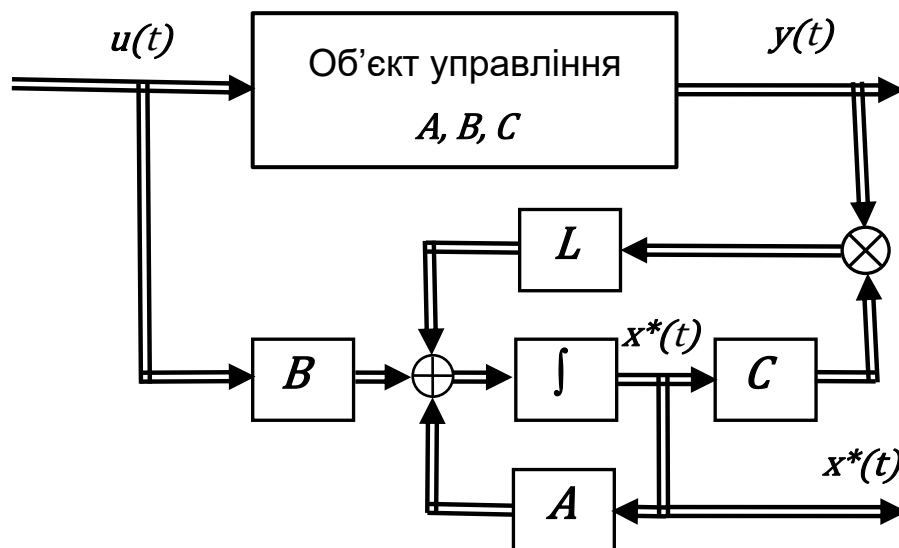 u(t)
y(t)
Об’єкт управління
A, B, C
L
x*(t)
B
∫
C
x*(t)
A